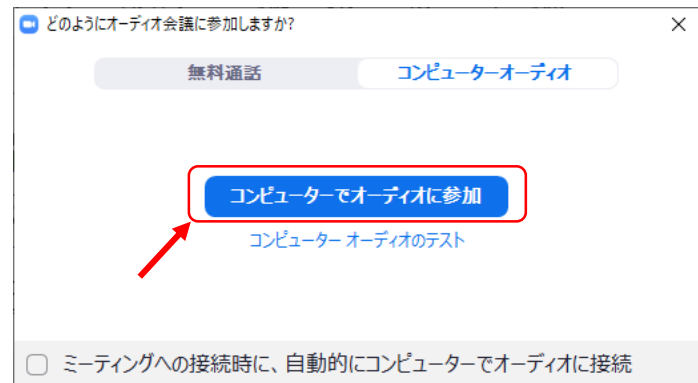 どのようにオーディオ会議に参加しますか?
無料通話 コンピューターオーディオ
コンピューターでオーディオに参加
コンピューター オーディオのテスト
ミーティングへの接続時に、自動的にコンピューターでオーディオに接続